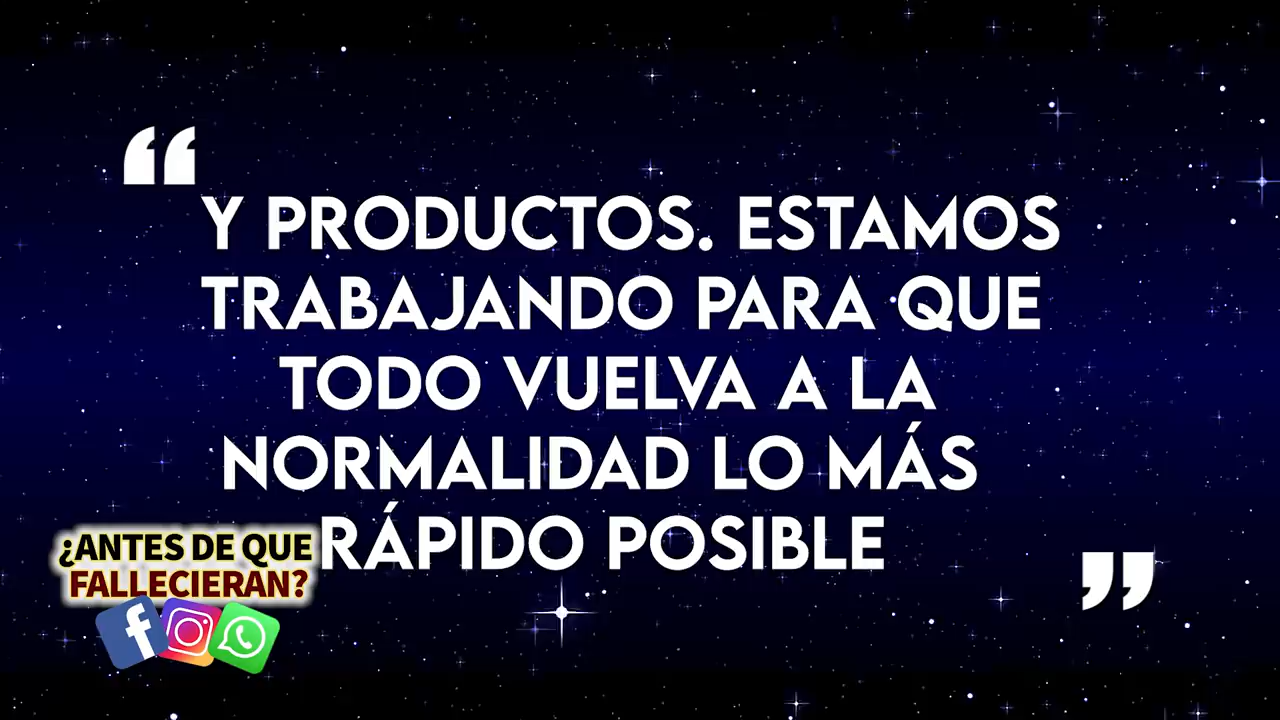 “
Y PRODUCTOS. ESTAMOS
TRABAJANDO PARA QUE
TODO VUELVA A LA
NORMALIDAD LO MÁS
RÁPIDO POSIBLE
”
¿ANTES DE QUE
FALLECIERAN?